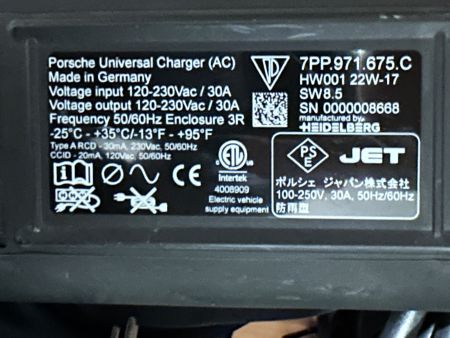 Porsche Universal Charger (AC)
Made in Germany
Voltage input 120-230Vac / 30A
Voltage output 120-230Vac / 30A
Frequency 50/60Hz Enclosure 3R
-25°C - +35°C/-13°F - +95°F
Type A RCD - 30mA, 230Vac, 50/60Hz
CCID - 20mA, 120Vac, 50/60Hz
CE
ETL
Intertek
4008909
Electric vehicle
supply equipment
7PP.971.675.C
HW001 22W-17
SW8.5
SN 0000008668
manufactured by
HEIDELBERG
PSE
JET
ポルシェ ジャパン株式会社
100-250V, 30A, 50Hz/60Hz
防雨型